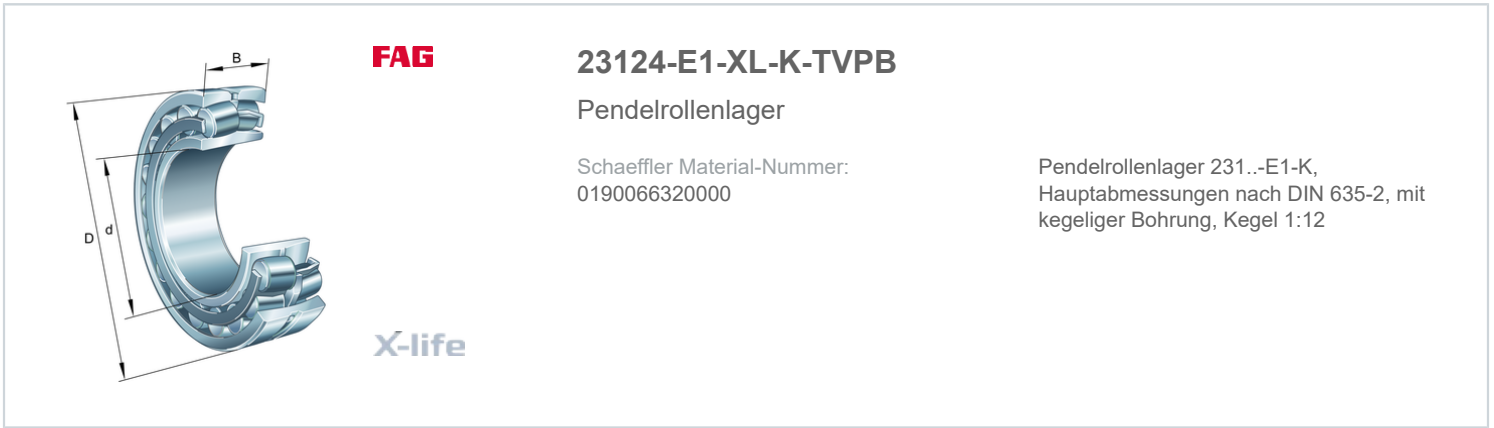 B
D
d
FAG
X-life
23124-E1-XL-K-TVPB
Pendelrollenlager
Schaeffler Material-Nummer:
0190066320000
Pendelrollenlager 231..-E1-K,
Hauptabmessungen nach DIN 635-2, mit
kegeliger Bohrung, Kegel 1:12